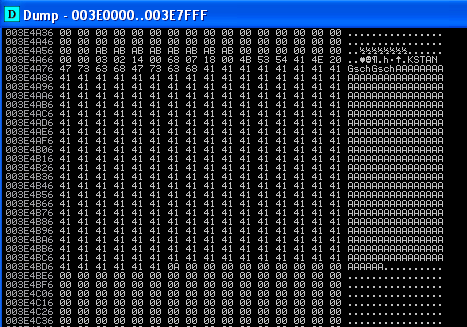 Dump - 003E0000..003E7FFF
003E4A36 00 00 00 00 00 00 00 00 00 00 00 00 00 00 00 00 ................
003E4A46 00 00 00 00 00 00 00 00 00 00 00 00 00 00 00 00 ................
003E4A56 00 00 AB AB AB AB AB AB AB AB 00 00 00 00 00 00 ..½½½½½½½½......
003E4A66 00 00 03 02 14 00 68 07 18 00 4B 53 54 41 4E 20 ..♥☻¶.h•↑.KSTAN
003E4A76 47 73 63 68 47 73 63 68 41 41 41 41 41 41 41 41 GschGschAAAAAAAA
003E4A86 41 41 41 41 41 41 41 41 41 41 41 41 41 41 41 41 AAAAAAAAAAAAAAAA
003E4A96 41 41 41 41 41 41 41 41 41 41 41 41 41 41 41 41 AAAAAAAAAAAAAAAA
003E4AA6 41 41 41 41 41 41 41 41 41 41 41 41 41 41 41 41 AAAAAAAAAAAAAAAA
003E4AB6 41 41 41 41 41 41 41 41 41 41 41 41 41 41 41 41 AAAAAAAAAAAAAAAA
003E4AC6 41 41 41 41 41 41 41 41 41 41 41 41 41 41 41 41 AAAAAAAAAAAAAAAA
003E4AD6 41 41 41 41 41 41 41 41 41 41 41 41 41 41 41 41 AAAAAAAAAAAAAAAA
003E4AE6 41 41 41 41 41 41 41 41 41 41 41 41 41 41 41 41 AAAAAAAAAAAAAAAA
003E4AF6 41 41 41 41 41 41 41 41 41 41 41 41 41 41 41 41 AAAAAAAAAAAAAAAA
003E4B06 41 41 41 41 41 41 41 41 41 41 41 41 41 41 41 41 AAAAAAAAAAAAAAAA
003E4B16 41 41 41 41 41 41 41 41 41 41 41 41 41 41 41 41 AAAAAAAAAAAAAAAA
003E4B26 41 41 41 41 41 41 41 41 41 41 41 41 41 41 41 41 AAAAAAAAAAAAAAAA
003E4B36 41 41 41 41 41 41 41 41 41 41 41 41 41 41 41 41 AAAAAAAAAAAAAAAA
003E4B46 41 41 41 41 41 41 41 41 41 41 41 41 41 41 41 41 AAAAAAAAAAAAAAAA
003E4B56 41 41 41 41 41 41 41 41 41 41 41 41 41 41 41 41 AAAAAAAAAAAAAAAA
003E4B66 41 41 41 41 41 41 41 41 41 41 41 41 41 41 41 41 AAAAAAAAAAAAAAAA
003E4B76 41 41 41 41 41 41 41 41 41 41 41 41 41 41 41 41 AAAAAAAAAAAAAAAA
003E4B86 41 41 41 41 41 41 41 41 41 41 41 41 41 41 41 41 AAAAAAAAAAAAAAAA
003E4B96 41 41 41 41 41 41 41 41 41 41 41 41 41 41 41 41 AAAAAAAAAAAAAAAA
003E4BA6 41 41 41 41 41 41 41 41 41 41 41 41 41 41 41 41 AAAAAAAAAAAAAAAA
003E4BB6 41 41 41 41 41 41 41 41 41 41 41 41 41 41 41 41 AAAAAAAAAAAAAAAA
003E4BC6 41 41 41 41 41 41 41 41 41 41 41 41 41 41 41 41 AAAAAAAAAAAAAAAA
003E4BD6 41 41 41 41 41 41 00 00 00 00 00 00 00 00 00 00 AAAAAA..........
003E4BE6 00 00 00 00 00 00 00 00 00 00 00 00 00 00 00 00 ................
003E4BF6 00 00 00 00 00 00 00 00 00 00 00 00 00 00 00 00 ................
003E4C06 00 00 00 00 00 00 00 00 00 00 00 00 00 00 00 00 ................
003E4C16 00 00 00 00 00 00 00 00 00 00 00 00 00 00 00 00 ................
003E4C26 00 00 00 00 00 00 00 00 00 00 00 00 00 00 00 00 ................
003E4C36 00 00 00 00 00 00 00 00 00 00 00 00 00 00 00 00 ................